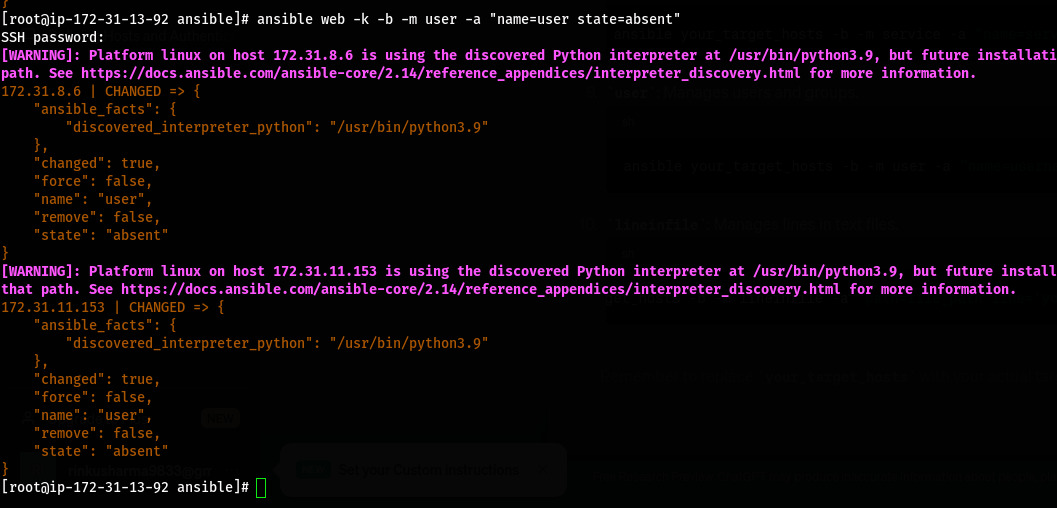 }
[root@ip-172-31-13-92 ansible]# ansible web -k -b -m user -a "name=user state=absent"
SSH password:
[WARNING]: Platform linux on host 172.31.8.6 is using the discovered Python interpreter at /usr/bin/python3.9, but future installati
path. See https://docs.ansible.com/ansible-core/2.14/reference_appendices/interpreter_discovery.html for more information.
172.31.8.6 | CHANGED => {
    "ansible_facts": {
        "discovered_interpreter_python": "/usr/bin/python3.9"
    },
    "changed": true,
    "force": false,
    "name": "user",
    "remove": false,
    "state": "absent"
}
[WARNING]: Platform linux on host 172.31.11.153 is using the discovered Python interpreter at /usr/bin/python3.9, but future install
that path. See https://docs.ansible.com/ansible-core/2.14/reference_appendices/interpreter_discovery.html for more information.
172.31.11.153 | CHANGED => {
    "ansible_facts": {
        "discovered_interpreter_python": "/usr/bin/python3.9"
    },
    "changed": true,
    "force": false,
    "name": "user",
    "remove": false,
    "state": "absent"
}
[root@ip-172-31-13-92 ansible]#